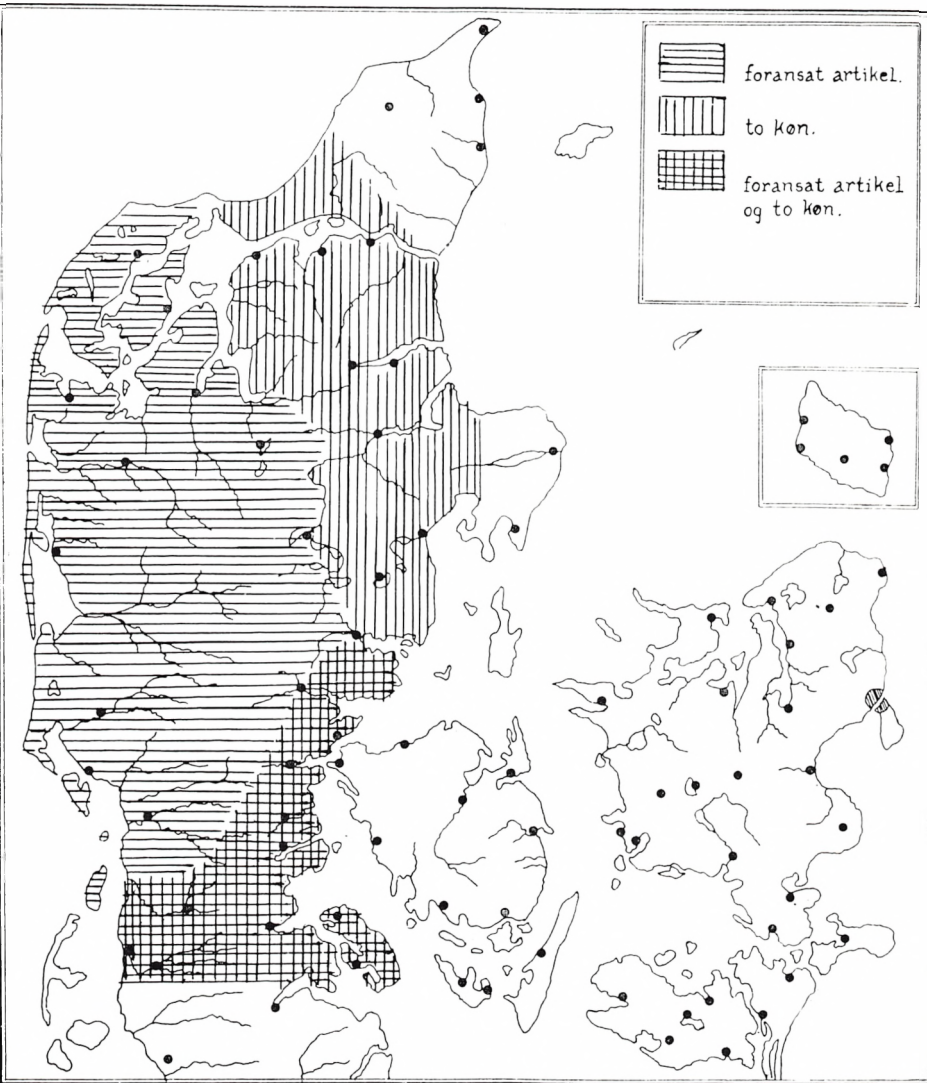 foransat artikel.
to køn.
foransat artikel
og to køn.